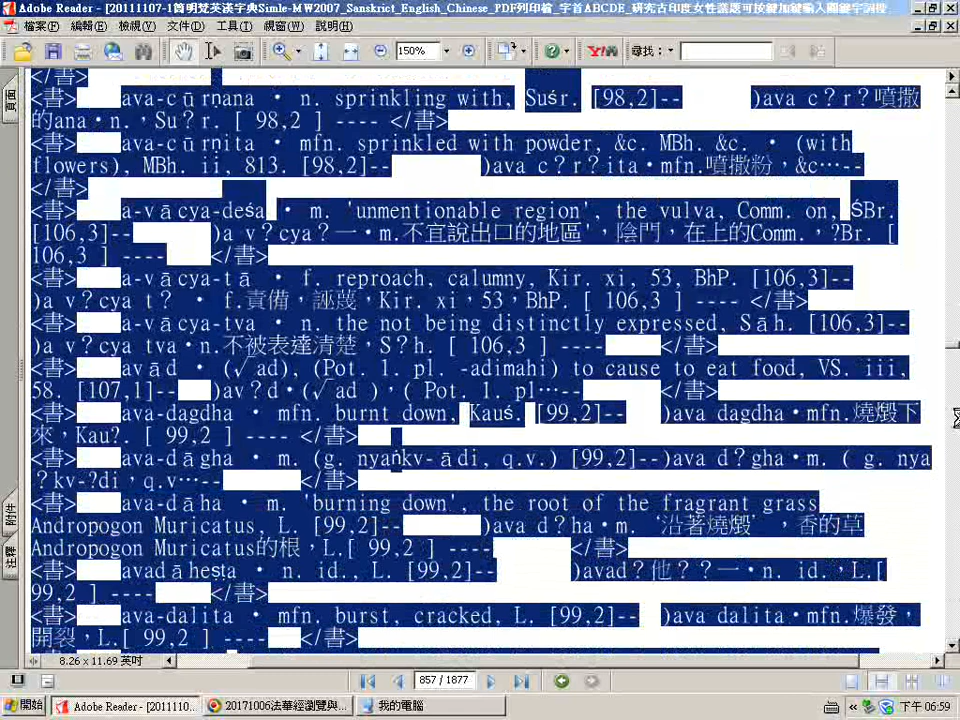 Adobe Reader - [20111107-1簡明梵英漢字典Simle-MW2007_Sanskrict_English_Chinese_PDF列印檔_字首ABCDE_研究古印度女性議題可按
檔案(F) 編輯(E) 檢視(V) 文件(D) 工具(T) 視窗(W) 說明(H)
150% 尋找：
頁面
</書>
<書> ava-cūrṇana • n. sprinkling with, Suśr. [98,2]-- )ava c?r?噴撒
的ana•n.，Su?r. [ 98,2 ] ---- </書>
<書> ava-cūrṇita • mfn. sprinkled with powder, &c. MBh. &c. • (with
flowers), MBh. ii, 813. [98,2]-- )ava c?r?ita•mfn.噴撒粉，&c…--
</書>
<書> a-vācya-deśa • m. 'unmentionable region', the vulva, Comm. on, ŚBr.
[106,3]-- )a v?cya?一•m.不宜說出口的地區'，陰門，在上的Comm.，?Br. [
106,3 ] ---- </書>
<書> a-vācya-tā • f. reproach, calumny, Kir. xi, 53, BhP. [106,3]--
)a v?cya t? • f.責備，誣蔑，Kir. xi，53，BhP. [ 106,3 ] ---- </書>
<書> a-vācya-tva • n. the not being distinctly expressed, Sāh. [106,3]--
)a v?cya tva•n.不被表達清楚，S?h. [ 106,3 ] ---- </書>
<書> avād • (√ad), (Pot. 1. pl. -adimahi) to cause to eat food, VS. iii,
58. [107,1]-- )av?d•(√ad ), ( Pot. 1. pl…-- </書>
<書> ava-dagdha • mfn. burnt down, Kauś. [99,2]-- )ava dagdha•mfn.燒燬下
來，Kau?. [ 99,2 ] ---- </書>
<書> ava-dāgha • m. (g. nyaṅkv-ādi, q.v.) [99,2]--)ava d?gha•m. ( g. nya
?kv-?di，q.v…-- </書>
<書> ava-dāha • m. 'burning down', the root of the fragrant grass
Andropogon Muricatus, L. [99,2]-- )ava d?ha•m. '沿著燒燬'，香的草
Andropogon Muricatus的根，L.[ 99,2 ] ---- </書>
<書> avadāheṣṭa • n. id., L. [99,2]-- )avad?他??一•n. id.，L.[
99,2 ] ---- </書>
<書> ava-dalita • mfn. burst, cracked, L. [99,2]-- )ava dalita•mfn.爆發，
開裂，L.[ 99,2 ] ---- </書>
附件
注釋
8.26 x 11.69 英吋
857 / 1877
開始 Adobe Reader - [2011110... 20171006法華經瀏覽與... 我的電腦 下午 06:59